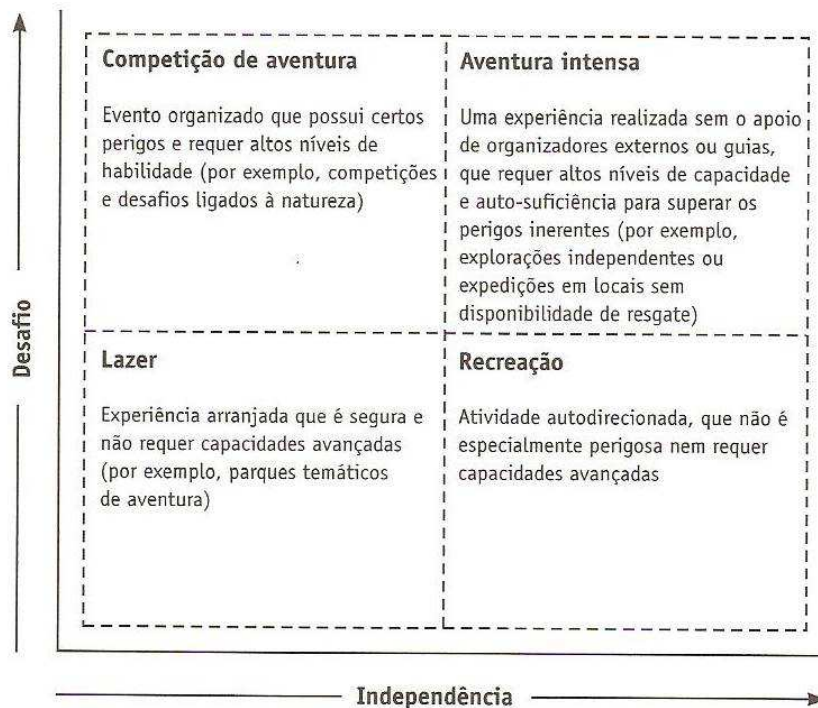 Desafio
Competição de aventura
Evento organizado que possui certos
perigos e requer altos níveis de
habilidade (por exemplo, competições
e desafios ligados à natureza)
Aventura intensa
Uma experiência realizada sem o apoio
de organizadores externos ou guias,
que requer altos níveis de capacidade
e auto-suficiência para superar os
perigos inerentes (por exemplo,
explorações independentes ou
expedições em locais sem
disponibilidade de resgate)
Lazer
Experiência arranjada que é segura e
não requer capacidades avançadas
(por exemplo, parques temáticos
de aventura)
Recreação
Atividade autodirecionada, que não é
especialmente perigosa nem requer
capacidades avançadas
Independência